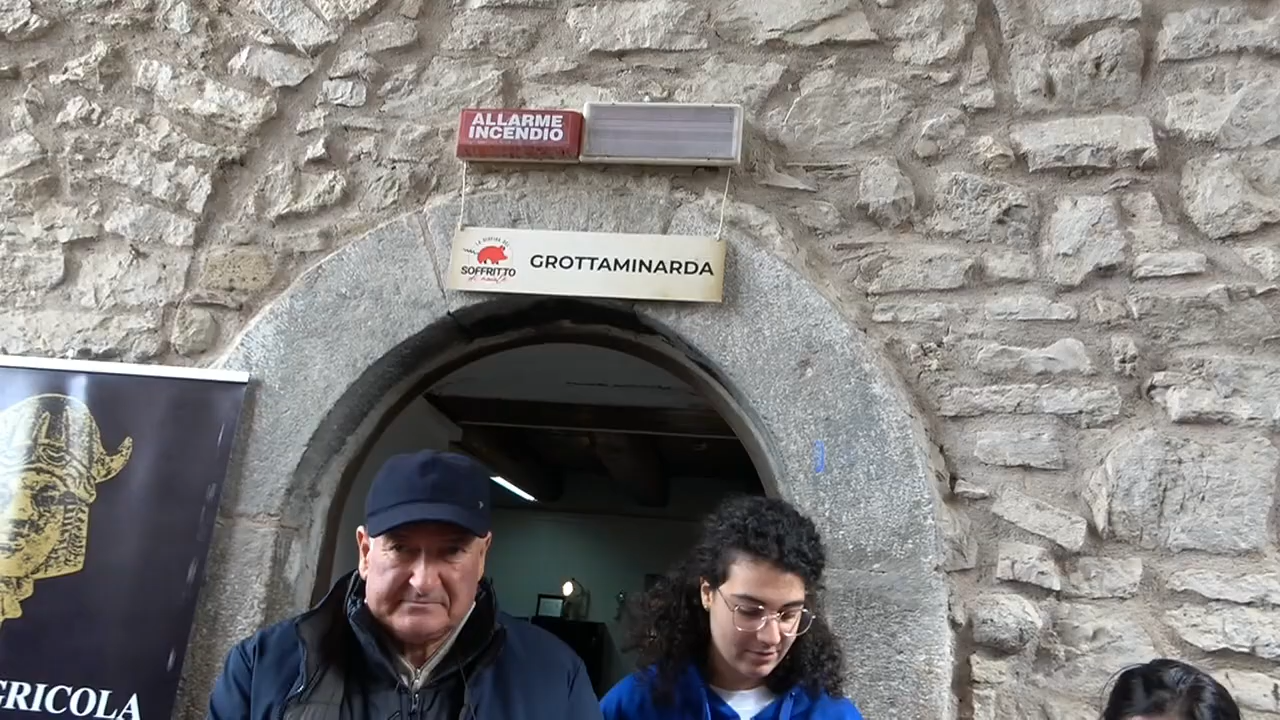 ALLARME
INCENDIO
SOFFRITTO
GROTTAMINARDA
GRICOLA